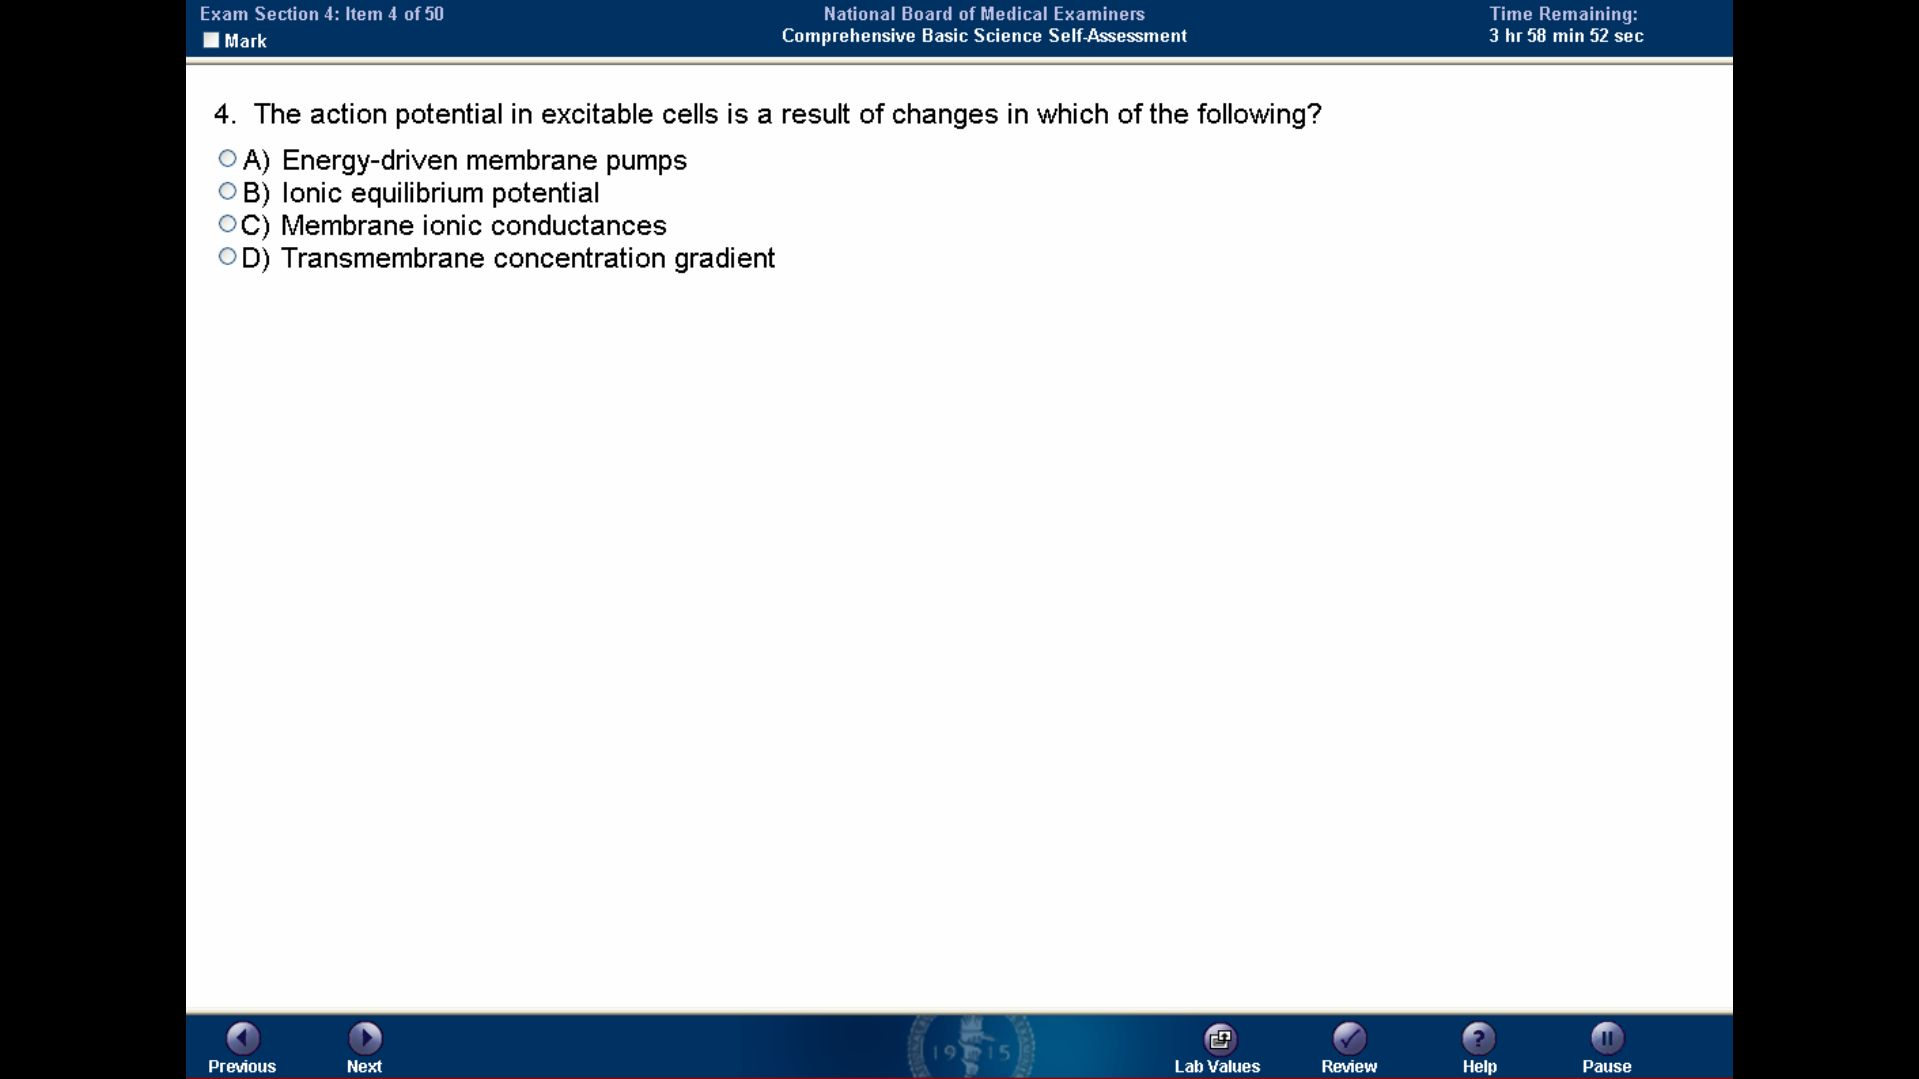 Exam Section 4: Item 4 of 50
National Board of Medical Examiners
Time Remaining:
Mark
Comprehensive Basic Science Self-Assessment
3 hr 58 min 52 sec
4. The action potential in excitable cells is a result of changes in which of the following?
A) Energy-driven membrane pumps
B) Ionic equilibrium potential
C) Membrane ionic conductances
D) Transmembrane concentration gradient
1915
Previous
Next
Lab Values
Review
Help
Pause